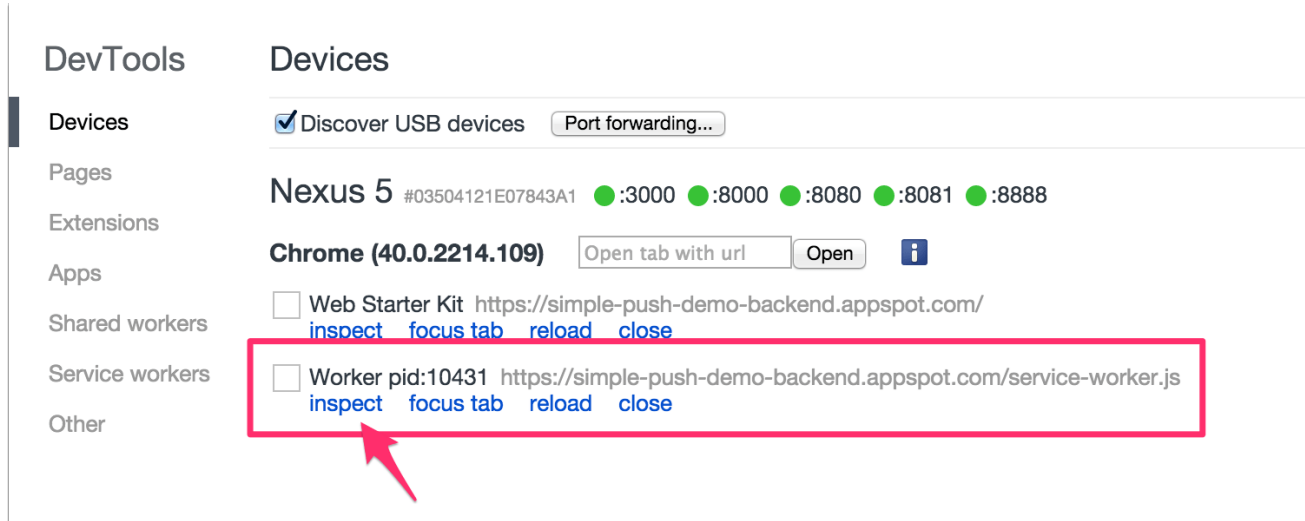 DevTools
Devices
Pages
Extensions
Apps
Shared workers
Service workers
Other
Devices
Discover USB devices Port forwarding...
Nexus 5 #03504121E07843A1 :3000 :8000 :8080 :8081 :8888
Chrome (40.0.2214.109) Open tab with url Open i
Web Starter Kit https://simple-push-demo-backend.appspot.com/
inspect focus tab reload close
Worker pid:10431 https://simple-push-demo-backend.appspot.com/service-worker.js
inspect focus tab reload close